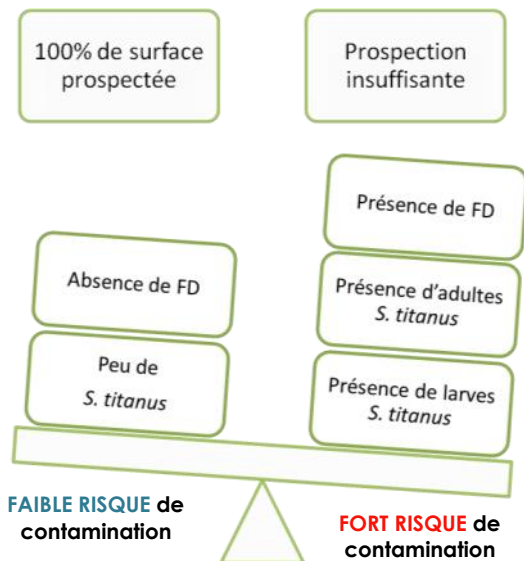 100% de surface
prospectée
Prospection
insuffisante
Absence de FD
Peu de
S. titanus
Présence de FD
Présence d'adultes
S. titanus
Présence de larves
S. titanus
FAIBLE RISQUE de
contamination
FORT RISQUE de
contamination